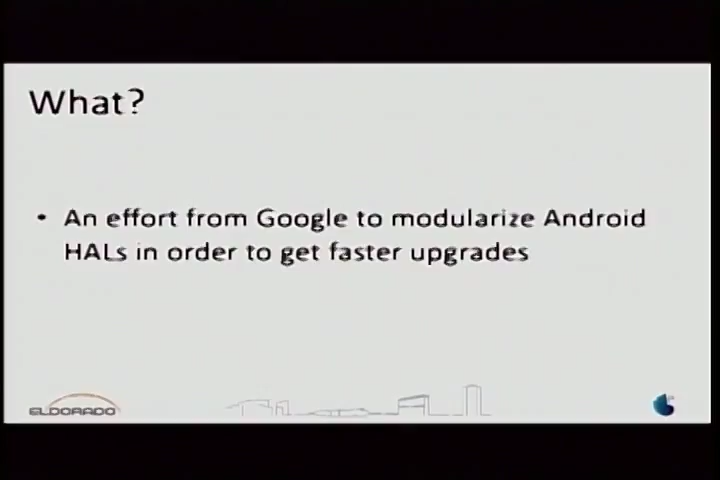 What?
• An effort from Google to modularize Android
HALs in order to get faster upgrades
ELDORADO